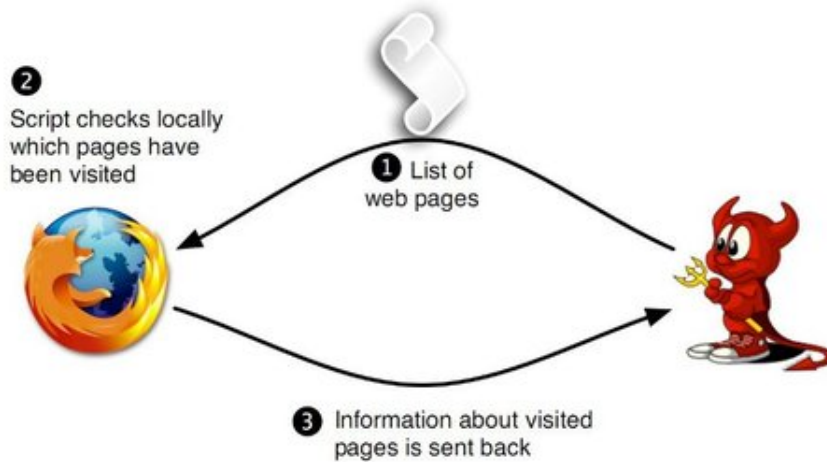 ❷
Script checks locally
which pages have
been visited
❶ List of
web pages
❸ Information about visited
pages is sent back